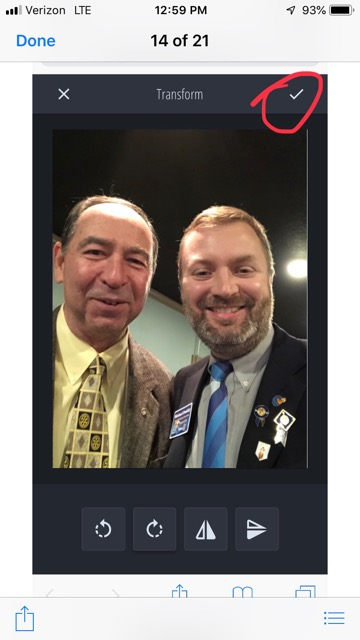 Verizon LTE 12:59 PM 93%
Done 14 of 21
Transform